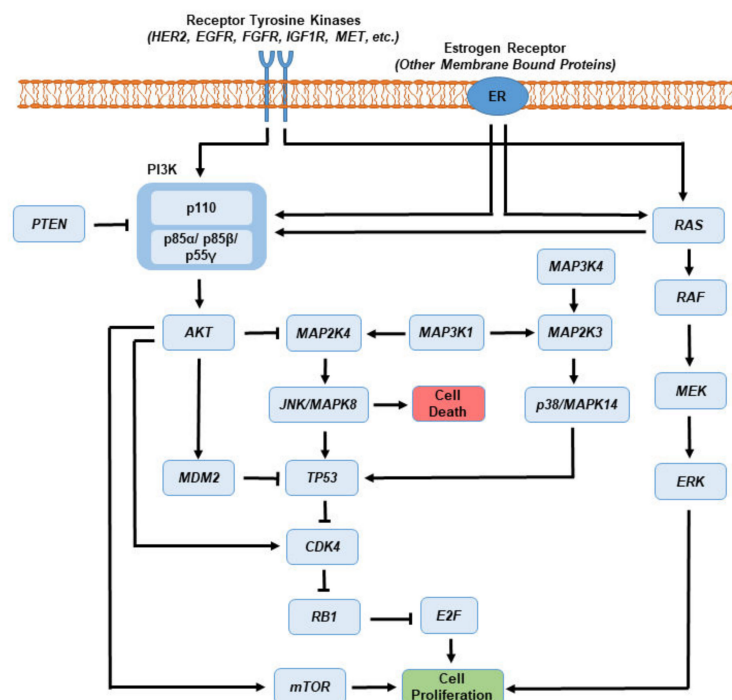 Receptor Tyrosine Kinases
(HER2, EGFR, FGFR, IGF1R, MET, etc.)
Estrogen Receptor
(Other Membrane Bound Proteins)
ER
PI3K
p110
p85α/ p85β/
p55γ
PTEN
RAS
MAP3K4
RAF
AKT
MAP2K4
MAP3K1
MAP2K3
JNK/MAPK8
Cell
Death
p38/MAPK14
MEK
MDM2
TP53
ERK
CDK4
RB1
E2F
mTOR
Cell
Proliferation